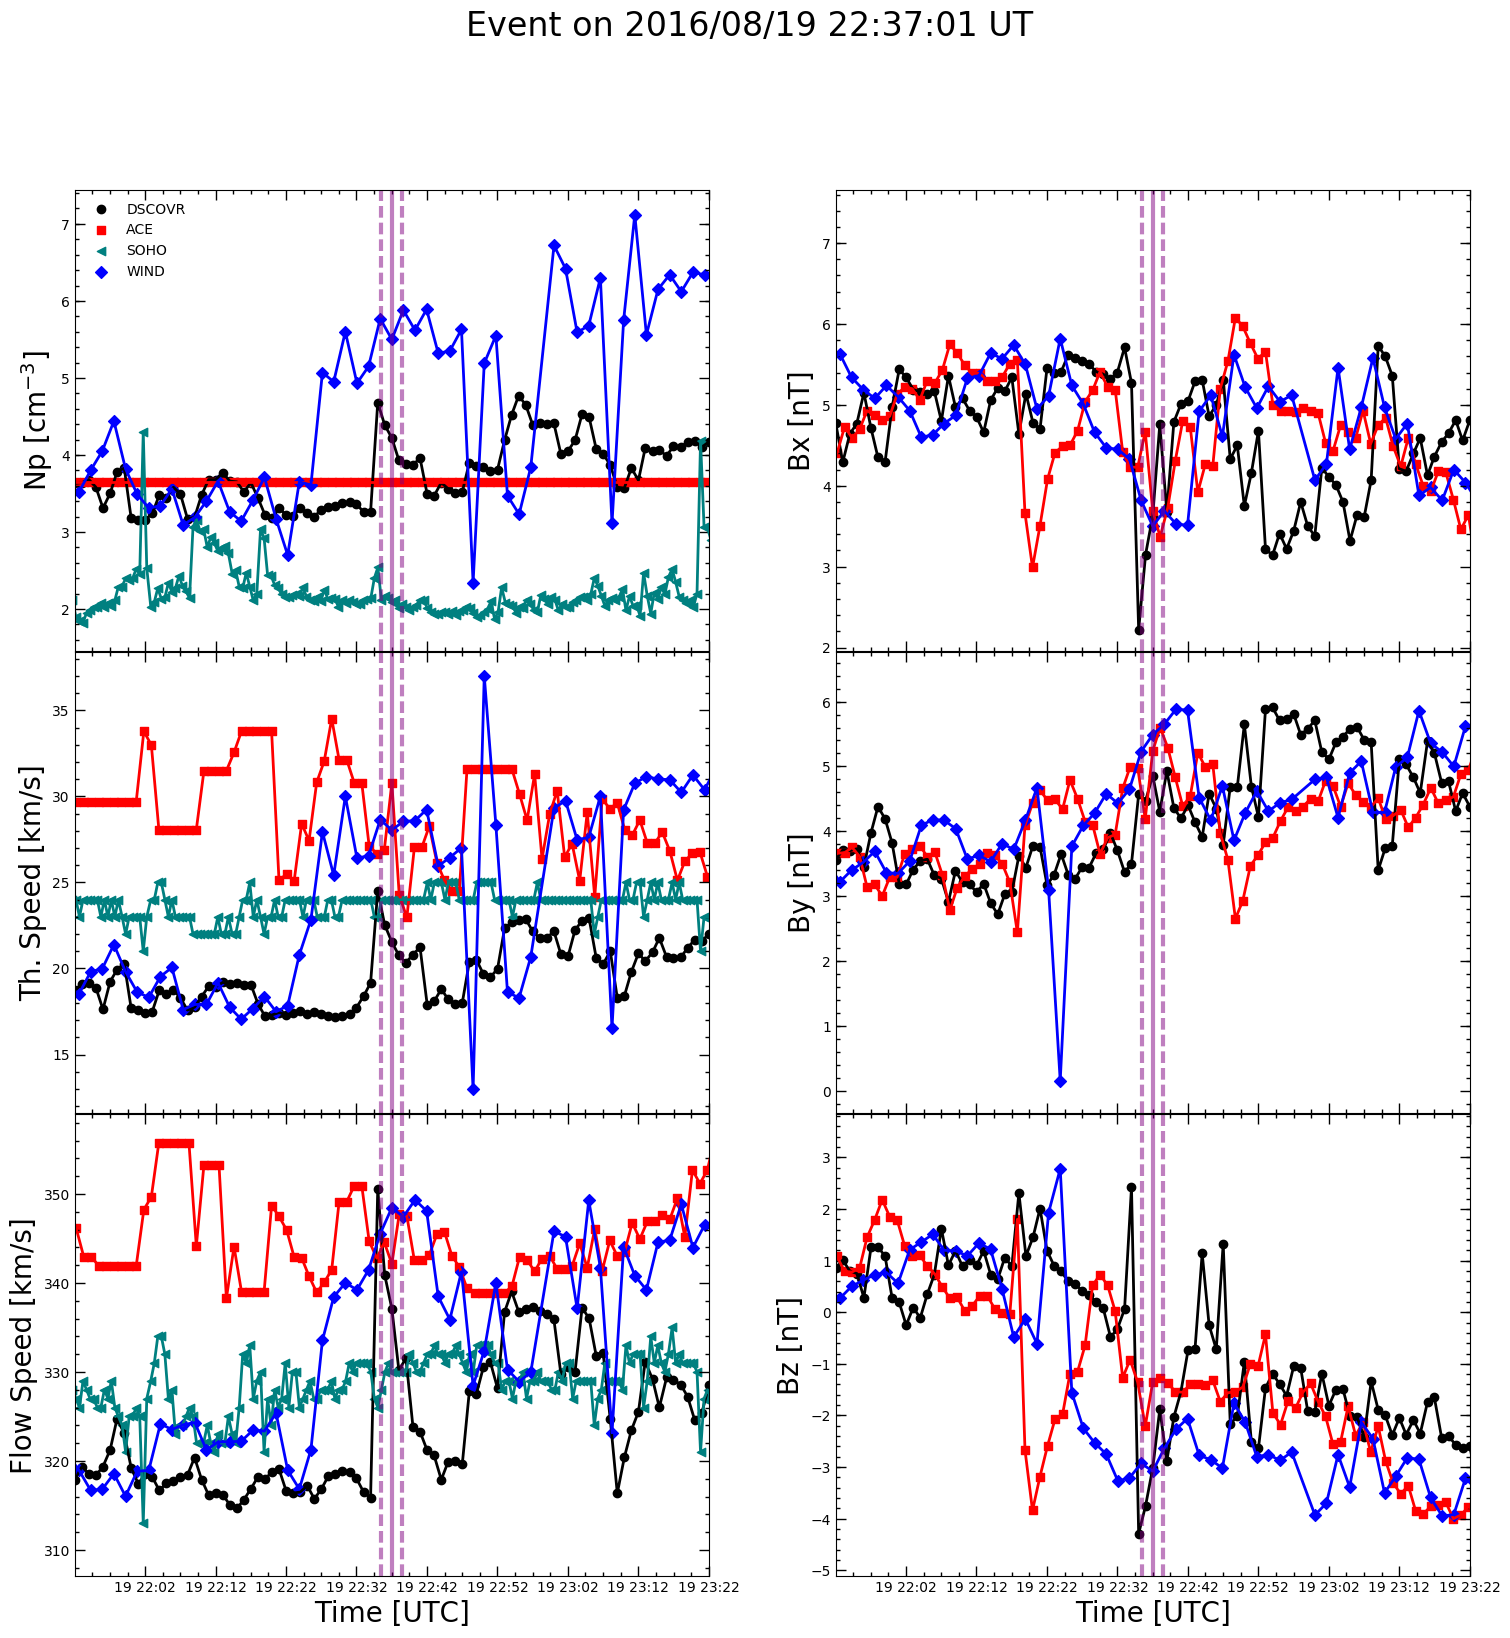 Event on 2016/08/19 22:37:01 UT
DSCOVR
ACE
SOHO
WIND
Np [cm⁻³]
7
6
5
4
3
2
Bx [nT]
7
6
5
4
3
2
Th. Speed [km/s]
35
30
25
20
15
By [nT]
6
5
4
3
2
1
0
Flow Speed [km/s]
350
340
330
320
310
Bz [nT]
3
2
1
0
−1
−2
−3
−4
−5
19 22:02 19 22:12 19 22:22 19 22:32 19 22:42 19 22:52 19 23:02 19 23:12 19 23:22
Time [UTC]
19 22:02 19 22:12 19 22:22 19 22:32 19 22:42 19 22:52 19 23:02 19 23:12 19 23:22
Time [UTC]